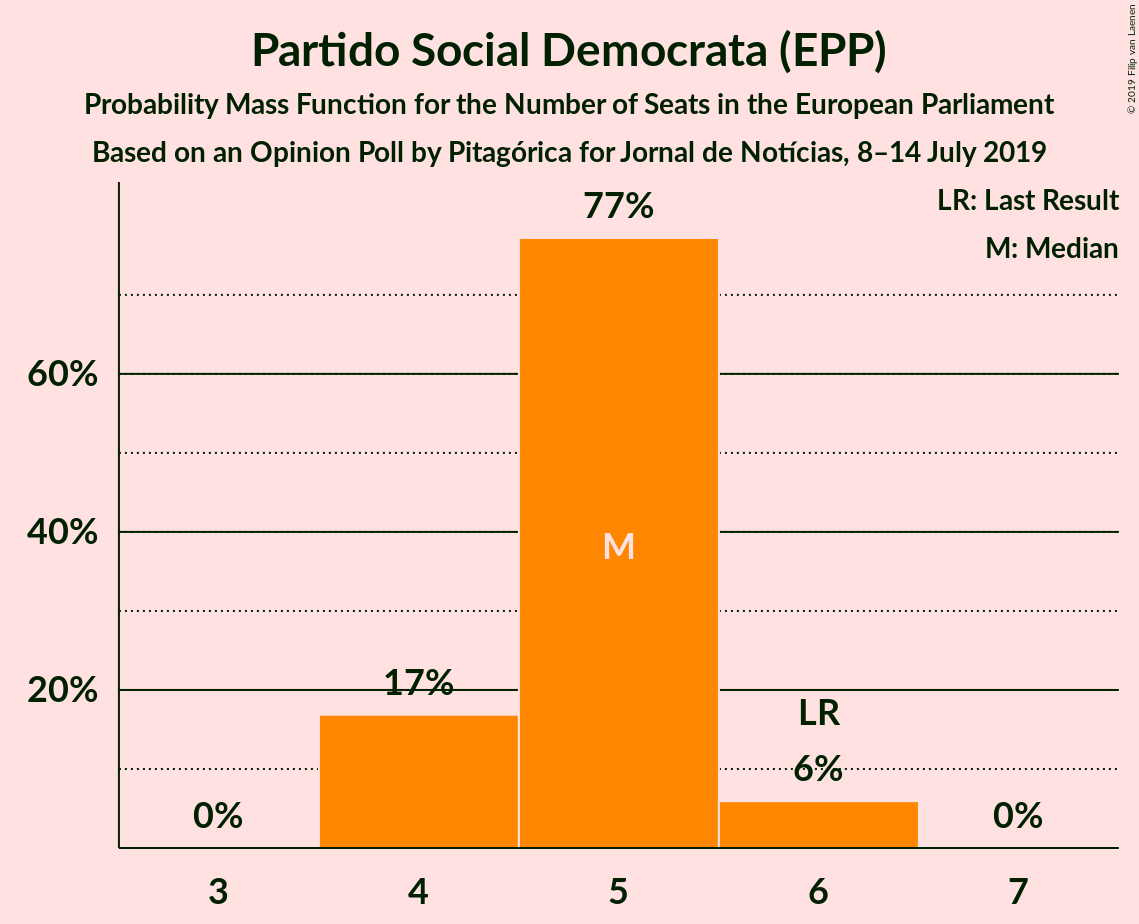 Partido Social Democrata (EPP)
Probability Mass Function for the Number of Seats in the European Parliament
Based on an Opinion Poll by Pitagórica for Jornal de Notícias, 8–14 July 2019
© 2019 Filip van Laenen
LR: Last Result
M: Median
77%
60%
40%
M
20%
17%
LR
6%
0%
0%
3
4
5
6
7